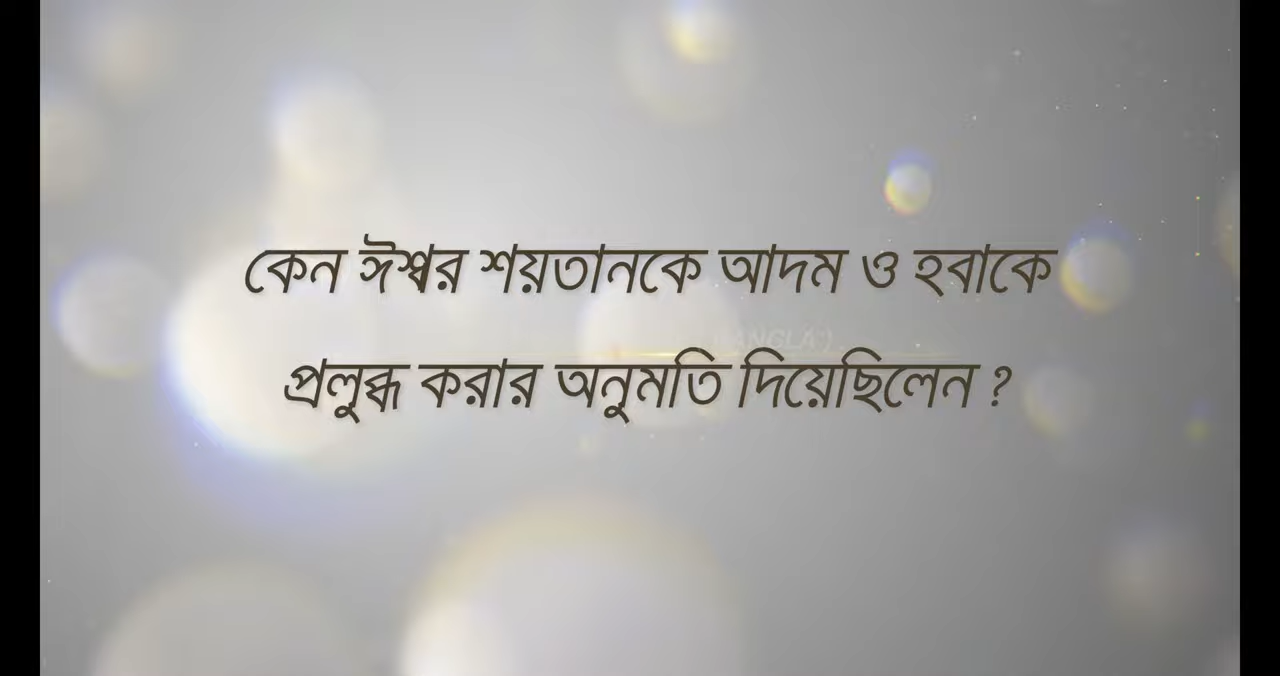 কেন ঈশ্বর শয়তানকে আদম ও হবাকে
প্রলুব্ধ করার অনুমতি দিয়েছিলেন ?